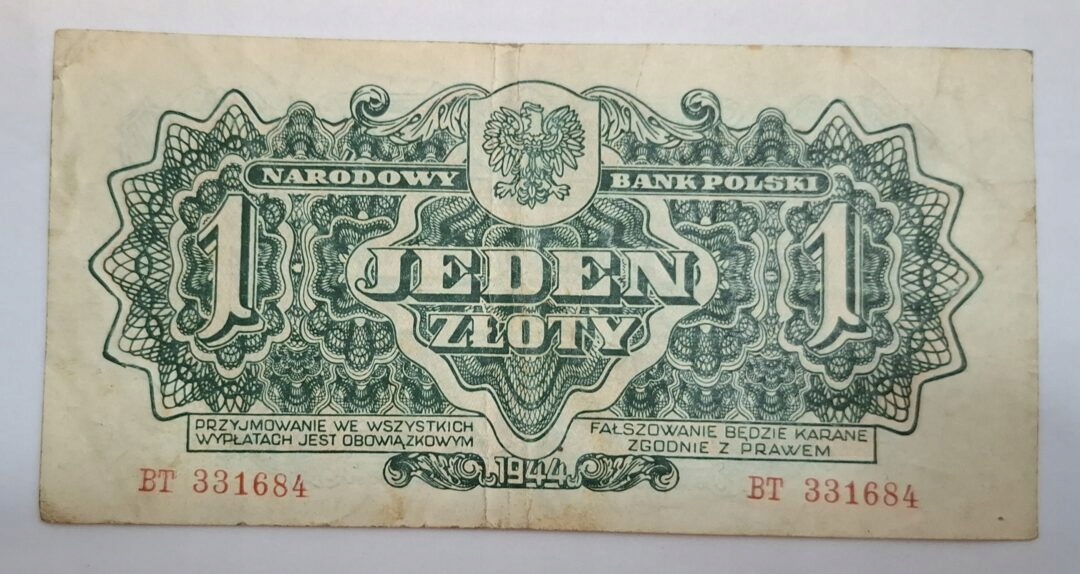 NARODOWY BANK POLSKI
1 JEDEN 1
ZŁOTY
PRZYJMOWANIE WE WSZYSTKICH
WYPŁATACH JEST OBOWIĄZKOWYM
FAŁSZOWANIE BĘDZIE KARANE
ZGODNIE Z PRAWEM
1944
BT 331684
BT 331684